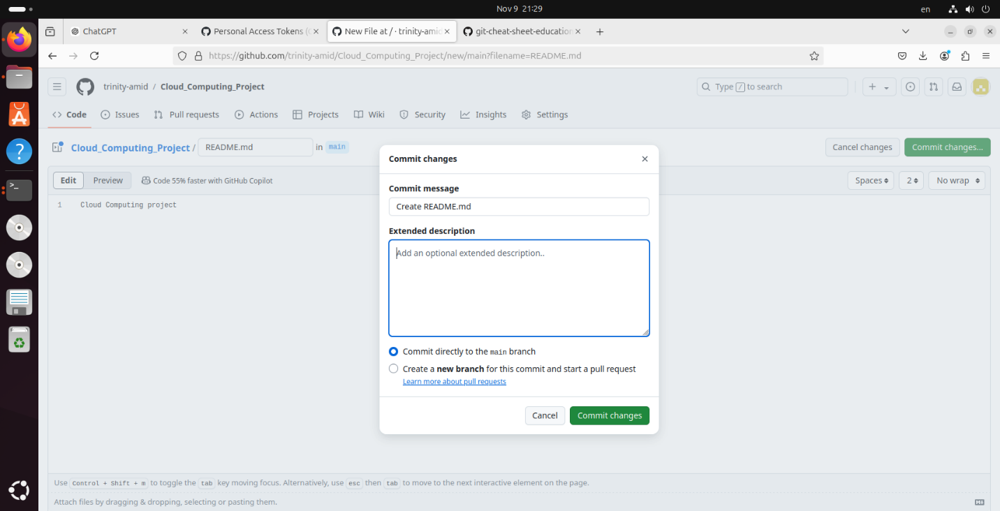 Nov 9 21:29
en
ChatGPT
Personal Access Tokens (
New File at / · trinity-amid
git-cheat-sheet-education
https://github.com/trinity-amid/Cloud_Computing_Project/new/main?filename=README.md
trinity-amid / Cloud_Computing_Project
Type / to search
Code
Issues
Pull requests
Actions
Projects
Wiki
Security
Insights
Settings
Cloud_Computing_Project / README.md in main
Cancel changes
Commit changes...
Edit
Preview
Code 55% faster with GitHub Copilot
Spaces
2
No wrap
1 Cloud Computing project
Commit changes
Commit message
Create README.md
Extended description
Add an optional extended description..
Commit directly to the main branch
Create a new branch for this commit and start a pull request
Learn more about pull requests
Cancel
Commit changes
Use Control + Shift + m to toggle the tab key moving focus. Alternatively, use esc then tab to move to the next interactive element on the page.
Attach files by dragging & dropping, selecting or pasting them.